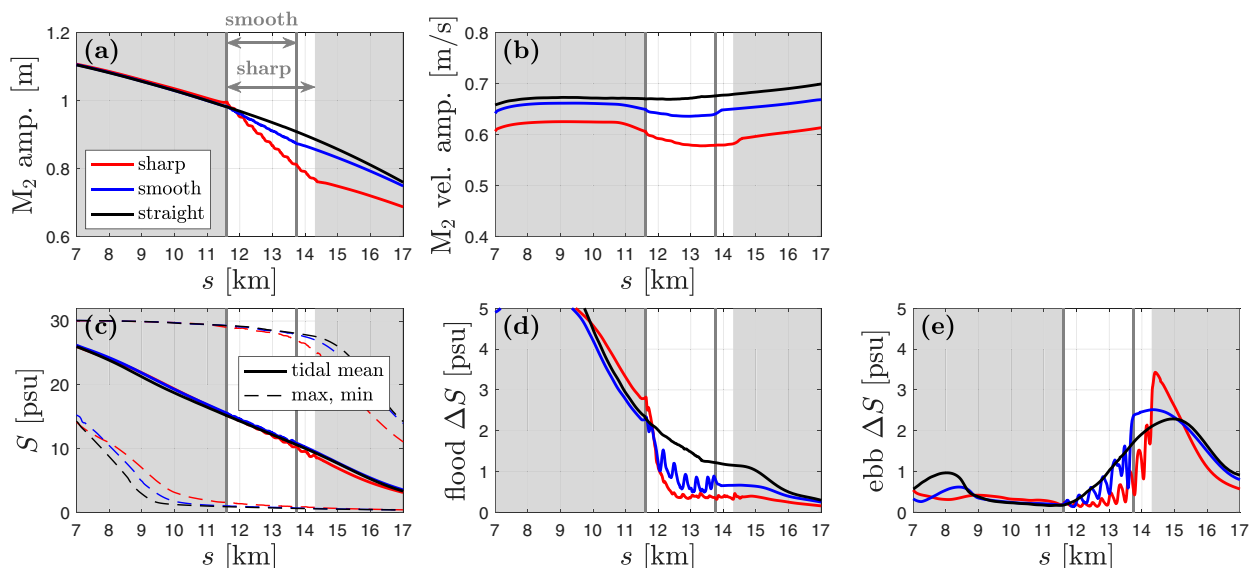 (a)
smooth
sharp
M₂ amp. [m]
1.2
1
0.8
0.6
sharp
smooth
straight
7 8 9 10 11 12 13 14 15 16 17
s [km]
(b)
M₂ vel. amp. [m/s]
0.8
0.7
0.6
0.5
0.4
7 8 9 10 11 12 13 14 15 16 17
s [km]
(c)
S [psu]
30
20
10
0
tidal mean
max, min
7 8 9 10 11 12 13 14 15 16 17
s [km]
(d)
flood ΔS [psu]
5
4
3
2
1
0
7 8 9 10 11 12 13 14 15 16 17
s [km]
(e)
ebb ΔS [psu]
5
4
3
2
1
0
7 8 9 10 11 12 13 14 15 16 17
s [km]